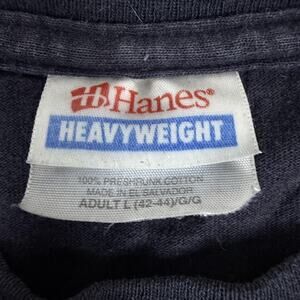 Hanes®
HEAVYWEIGHT
100% PRESHRUNK COTTON
MADE IN EL SALVADOR
ADULT L (42-44)/G/G